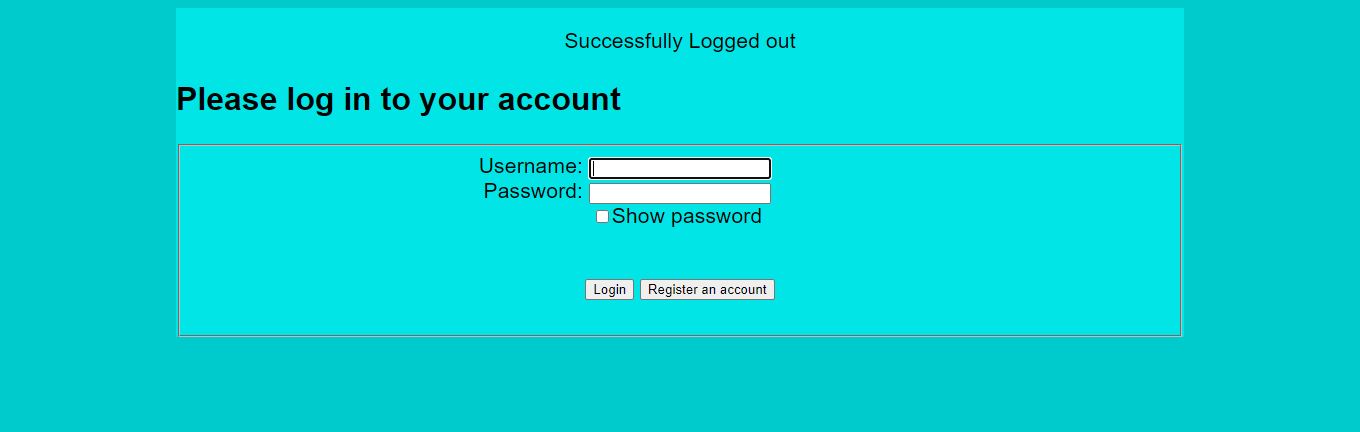 Successfully Logged out
Please log in to your account
Username:
Password:
Show password
Login Register an account